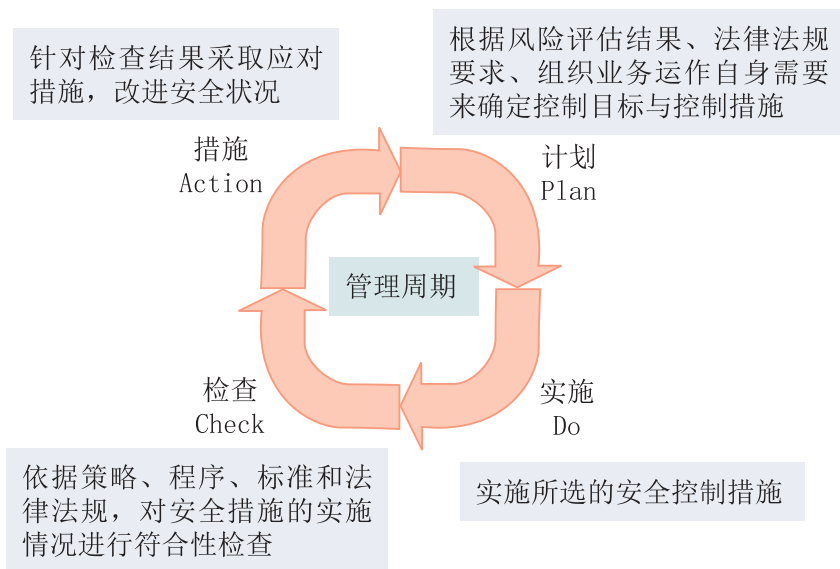 针对检查结果采取应对
措施，改进安全状况
根据风险评估结果、法律法规
要求、组织业务运作自身需要
来确定控制目标与控制措施
措施
Action
计划
Plan
管理周期
检查
Check
实施
Do
依据策略、程序、标准和法
律法规，对安全措施的实施
情况进行符合性检查
实施所选的安全控制措施